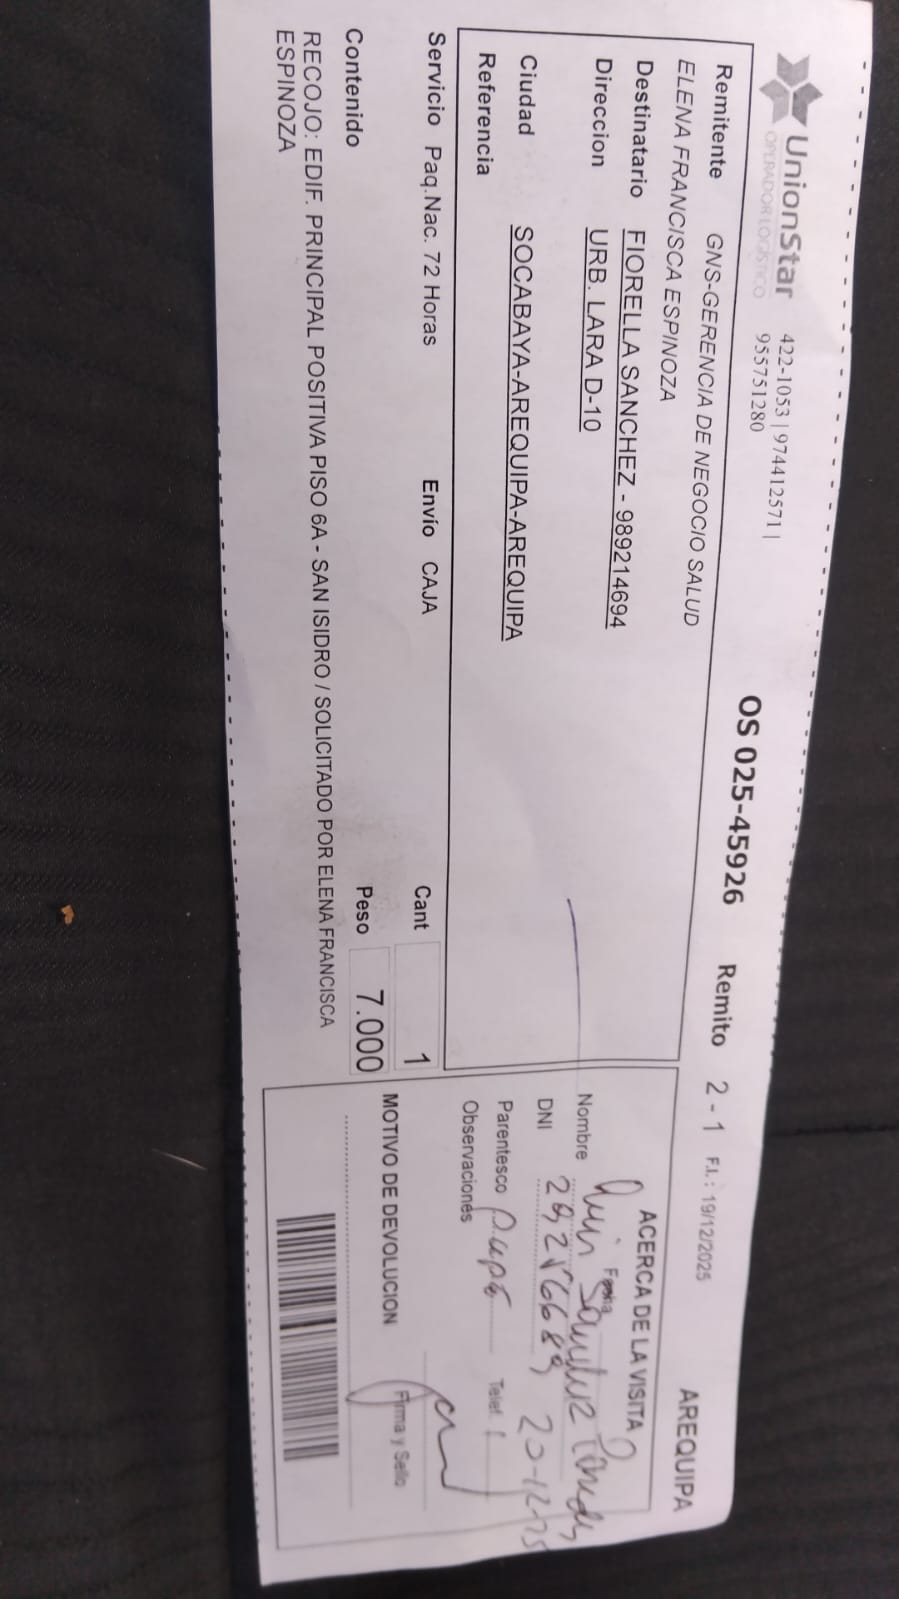 UnionStar
OPERADOR LOGISTICO
422-1053 | 974412571 |
955751280
OS 025-45926 Remito 2 - 1 F.I.: 19/12/2025 AREQUIPA
Remitente GNS-GERENCIA DE NEGOCIO SALUD
ELENA FRANCISCA ESPINOZA
Destinatario FIORELLA SANCHEZ - 989214694
Direccion URB. LARA D-10
Ciudad SOCABAYA-AREQUIPA-AREQUIPA
Referencia
Servicio Paq.Nac. 72 Horas Envío CAJA Cant 1
Contenido Peso 7.000
RECOJO: EDIF. PRINCIPAL POSITIVA PISO 6A - SAN ISIDRO / SOLICITADO POR ELENA FRANCISCA
ESPINOZA
ACERCA DE LA VISITA
Fecha
Nombre Luis Sanchez Paredes
DNI 20-12-25
Parentesco Papá Telef.
Observaciones
Firma y Sello
MOTIVO DE DEVOLUCION